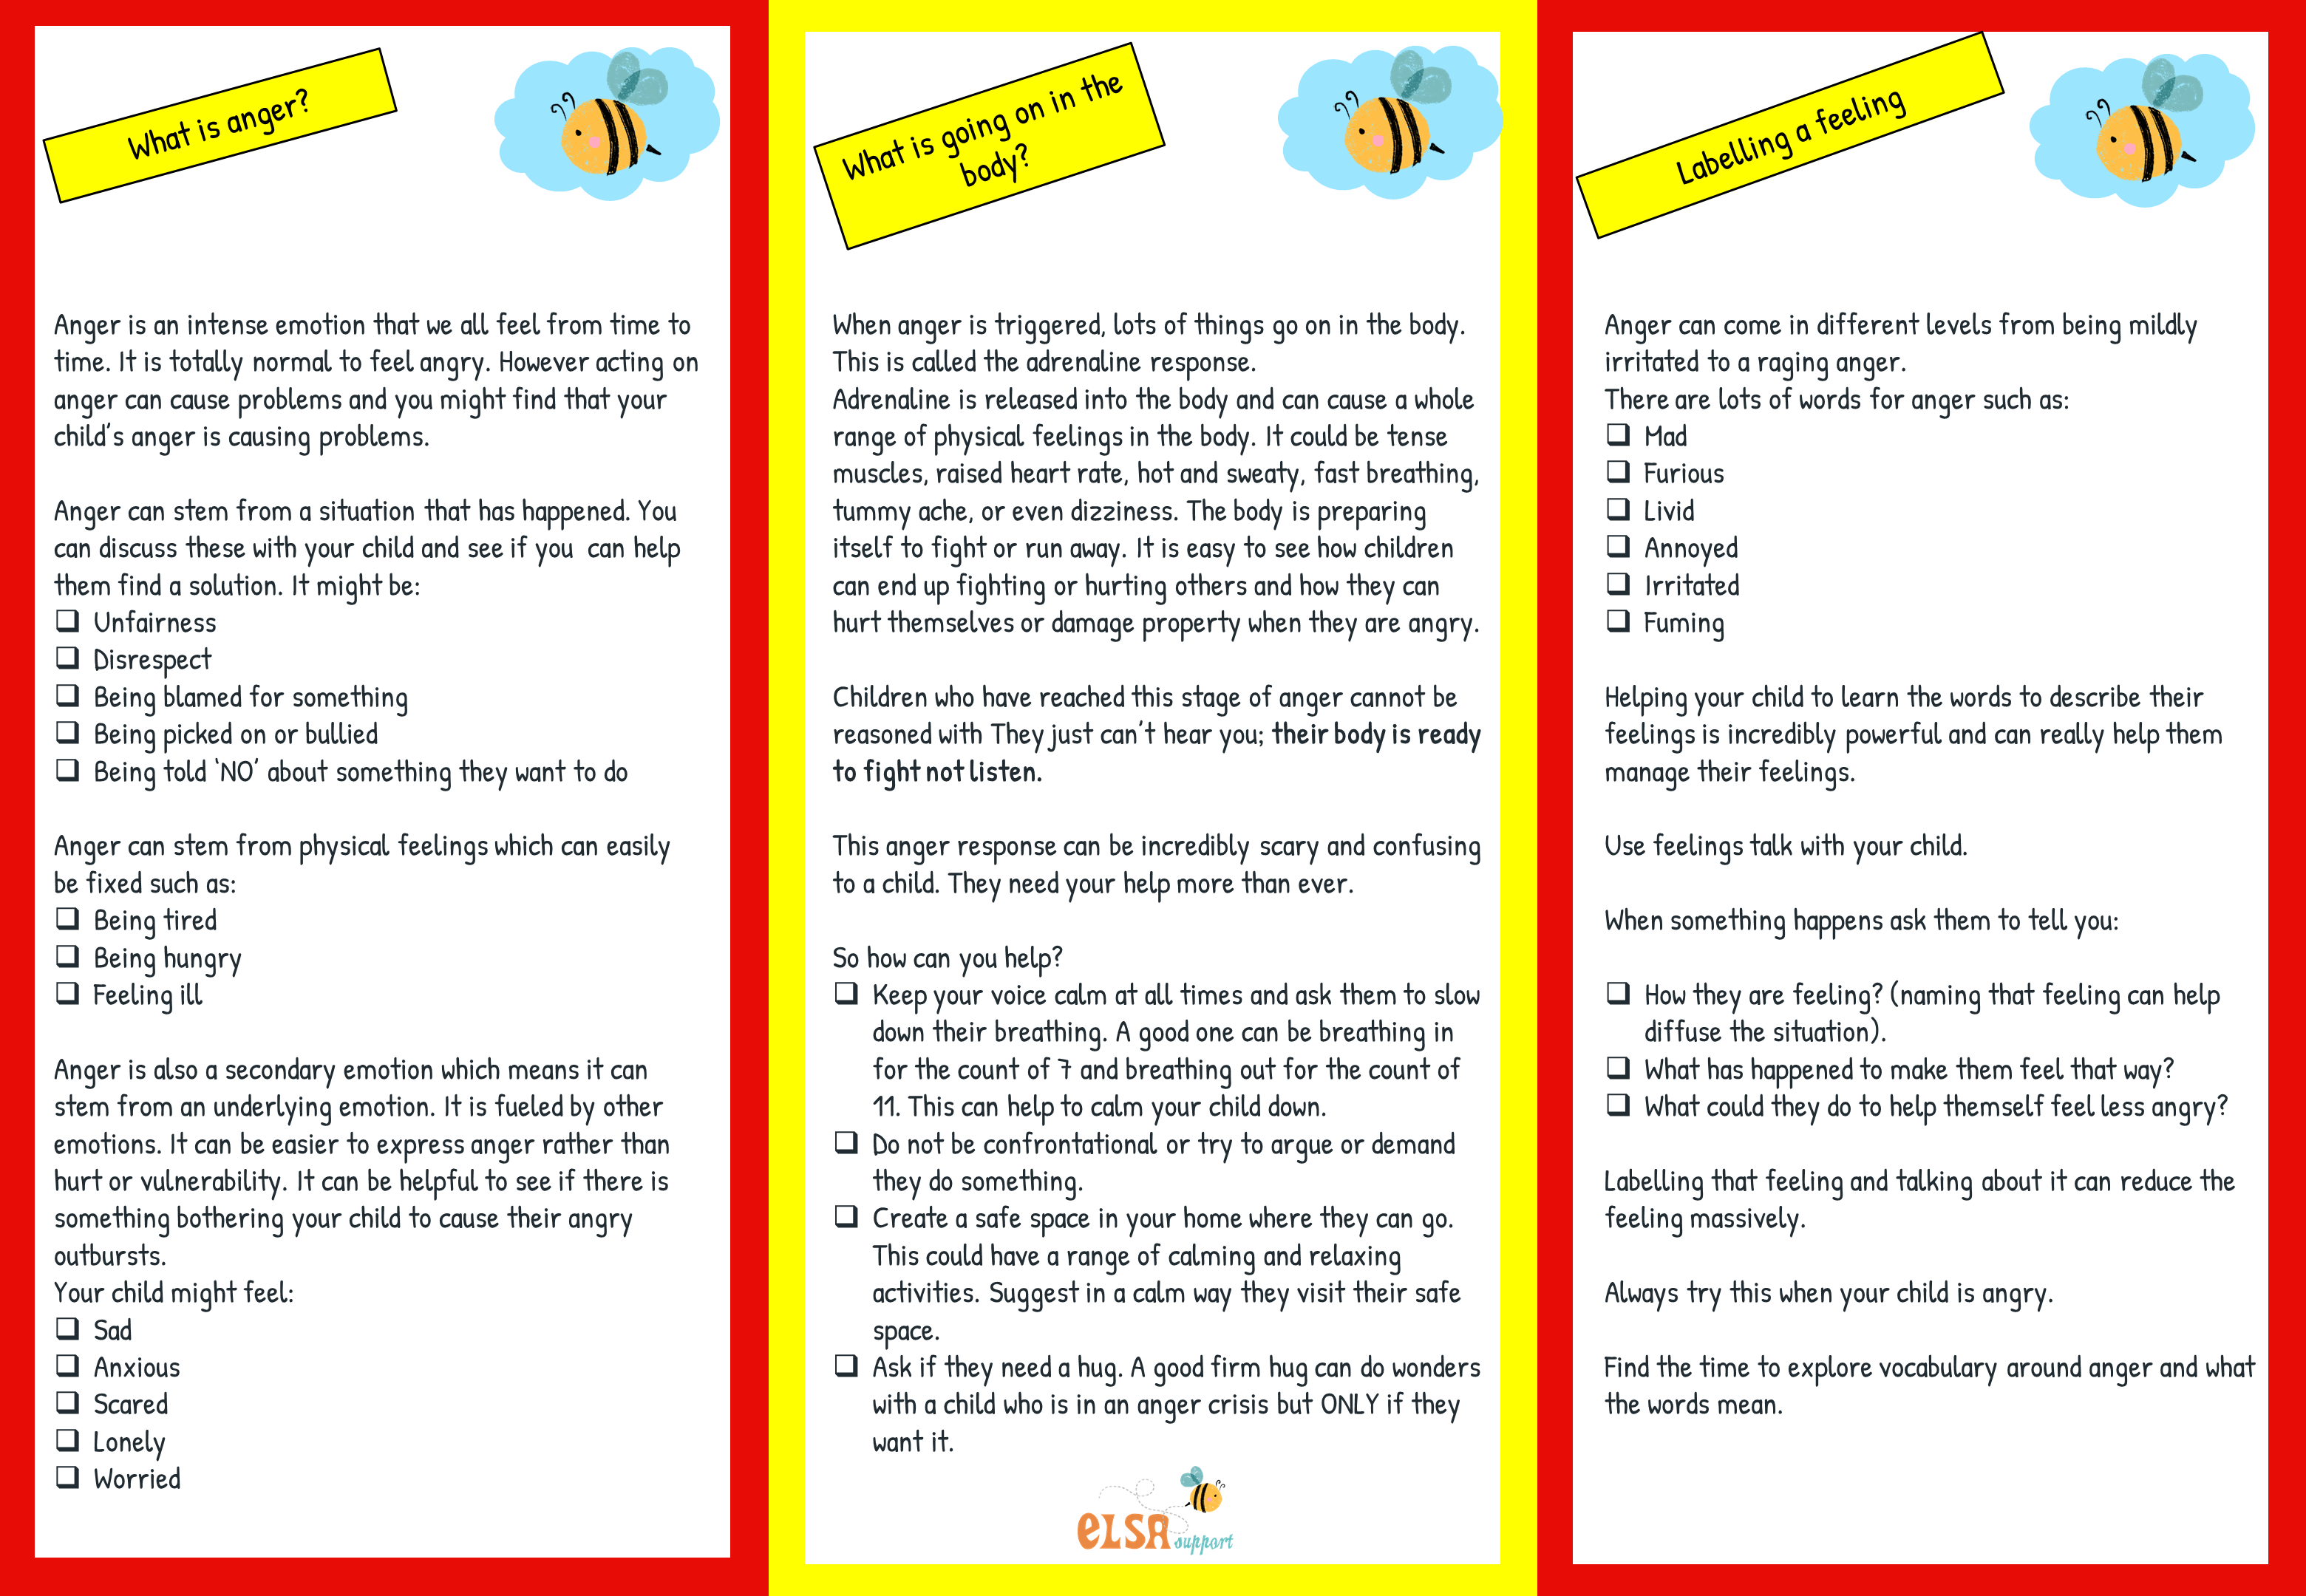 What is anger?
Anger is an intense emotion that we all feel from time to
time. It is totally normal to feel angry. However acting on
anger can cause problems and you might find that your
child's anger is causing problems.
Anger can stem from a situation that has happened. You
can discuss these with your child and see if you can help
them find a solution. It might be:
❑ Unfairness
❑ Disrespect
❑ Being blamed for something
❑ Being picked on or bullied
❑ Being told 'NO' about something they want to do
Anger can stem from physical feelings which can easily
be fixed such as:
❑ Being tired
❑ Being hungry
❑ Feeling ill
Anger is also a secondary emotion which means it can
stem from an underlying emotion. It is fueled by other
emotions. It can be easier to express anger rather than
hurt or vulnerability. It can be helpful to see if there is
something bothering your child to cause their angry
outbursts.
Your child might feel:
❑ Sad
❑ Anxious
❑ Scared
❑ Lonely
❑ Worried
What is going on in the
body?
When anger is triggered, lots of things go on in the body.
This is called the adrenaline response.
Adrenaline is released into the body and can cause a whole
range of physical feelings in the body. It could be tense
muscles, raised heart rate, hot and sweaty, fast breathing,
tummy ache, or even dizziness. The body is preparing
itself to fight or run away. It is easy to see how children
can end up fighting or hurting others and how they can
hurt themselves or damage property when they are angry.
Children who have reached this stage of anger cannot be
reasoned with They just can't hear you; their body is ready
to fight not listen.
This anger response can be incredibly scary and confusing
to a child. They need your help more than ever.
So how can you help?
❑ Keep your voice calm at all times and ask them to slow
down their breathing. A good one can be breathing in
for the count of 7 and breathing out for the count of
11. This can help to calm your child down.
❑ Do not be confrontational or try to argue or demand
they do something.
❑ Create a safe space in your home where they can go.
This could have a range of calming and relaxing
activities. Suggest in a calm way they visit their safe
space.
❑ Ask if they need a hug. A good firm hug can do wonders
with a child who is in an anger crisis but ONLY if they
want it.
ELSA support
Labelling a feeling
Anger can come in different levels from being mildly
irritated to a raging anger.
There are lots of words for anger such as:
❑ Mad
❑ Furious
❑ Livid
❑ Annoyed
❑ Irritated
❑ Fuming
Helping your child to learn the words to describe their
feelings is incredibly powerful and can really help them
manage their feelings.
Use feelings talk with your child.
When something happens ask them to tell you:
❑ How they are feeling? (naming that feeling can help
diffuse the situation).
❑ What has happened to make them feel that way?
❑ What could they do to help themself feel less angry?
Labelling that feeling and talking about it can reduce the
feeling massively.
Always try this when your child is angry.
Find the time to explore vocabulary around anger and what
the words mean.